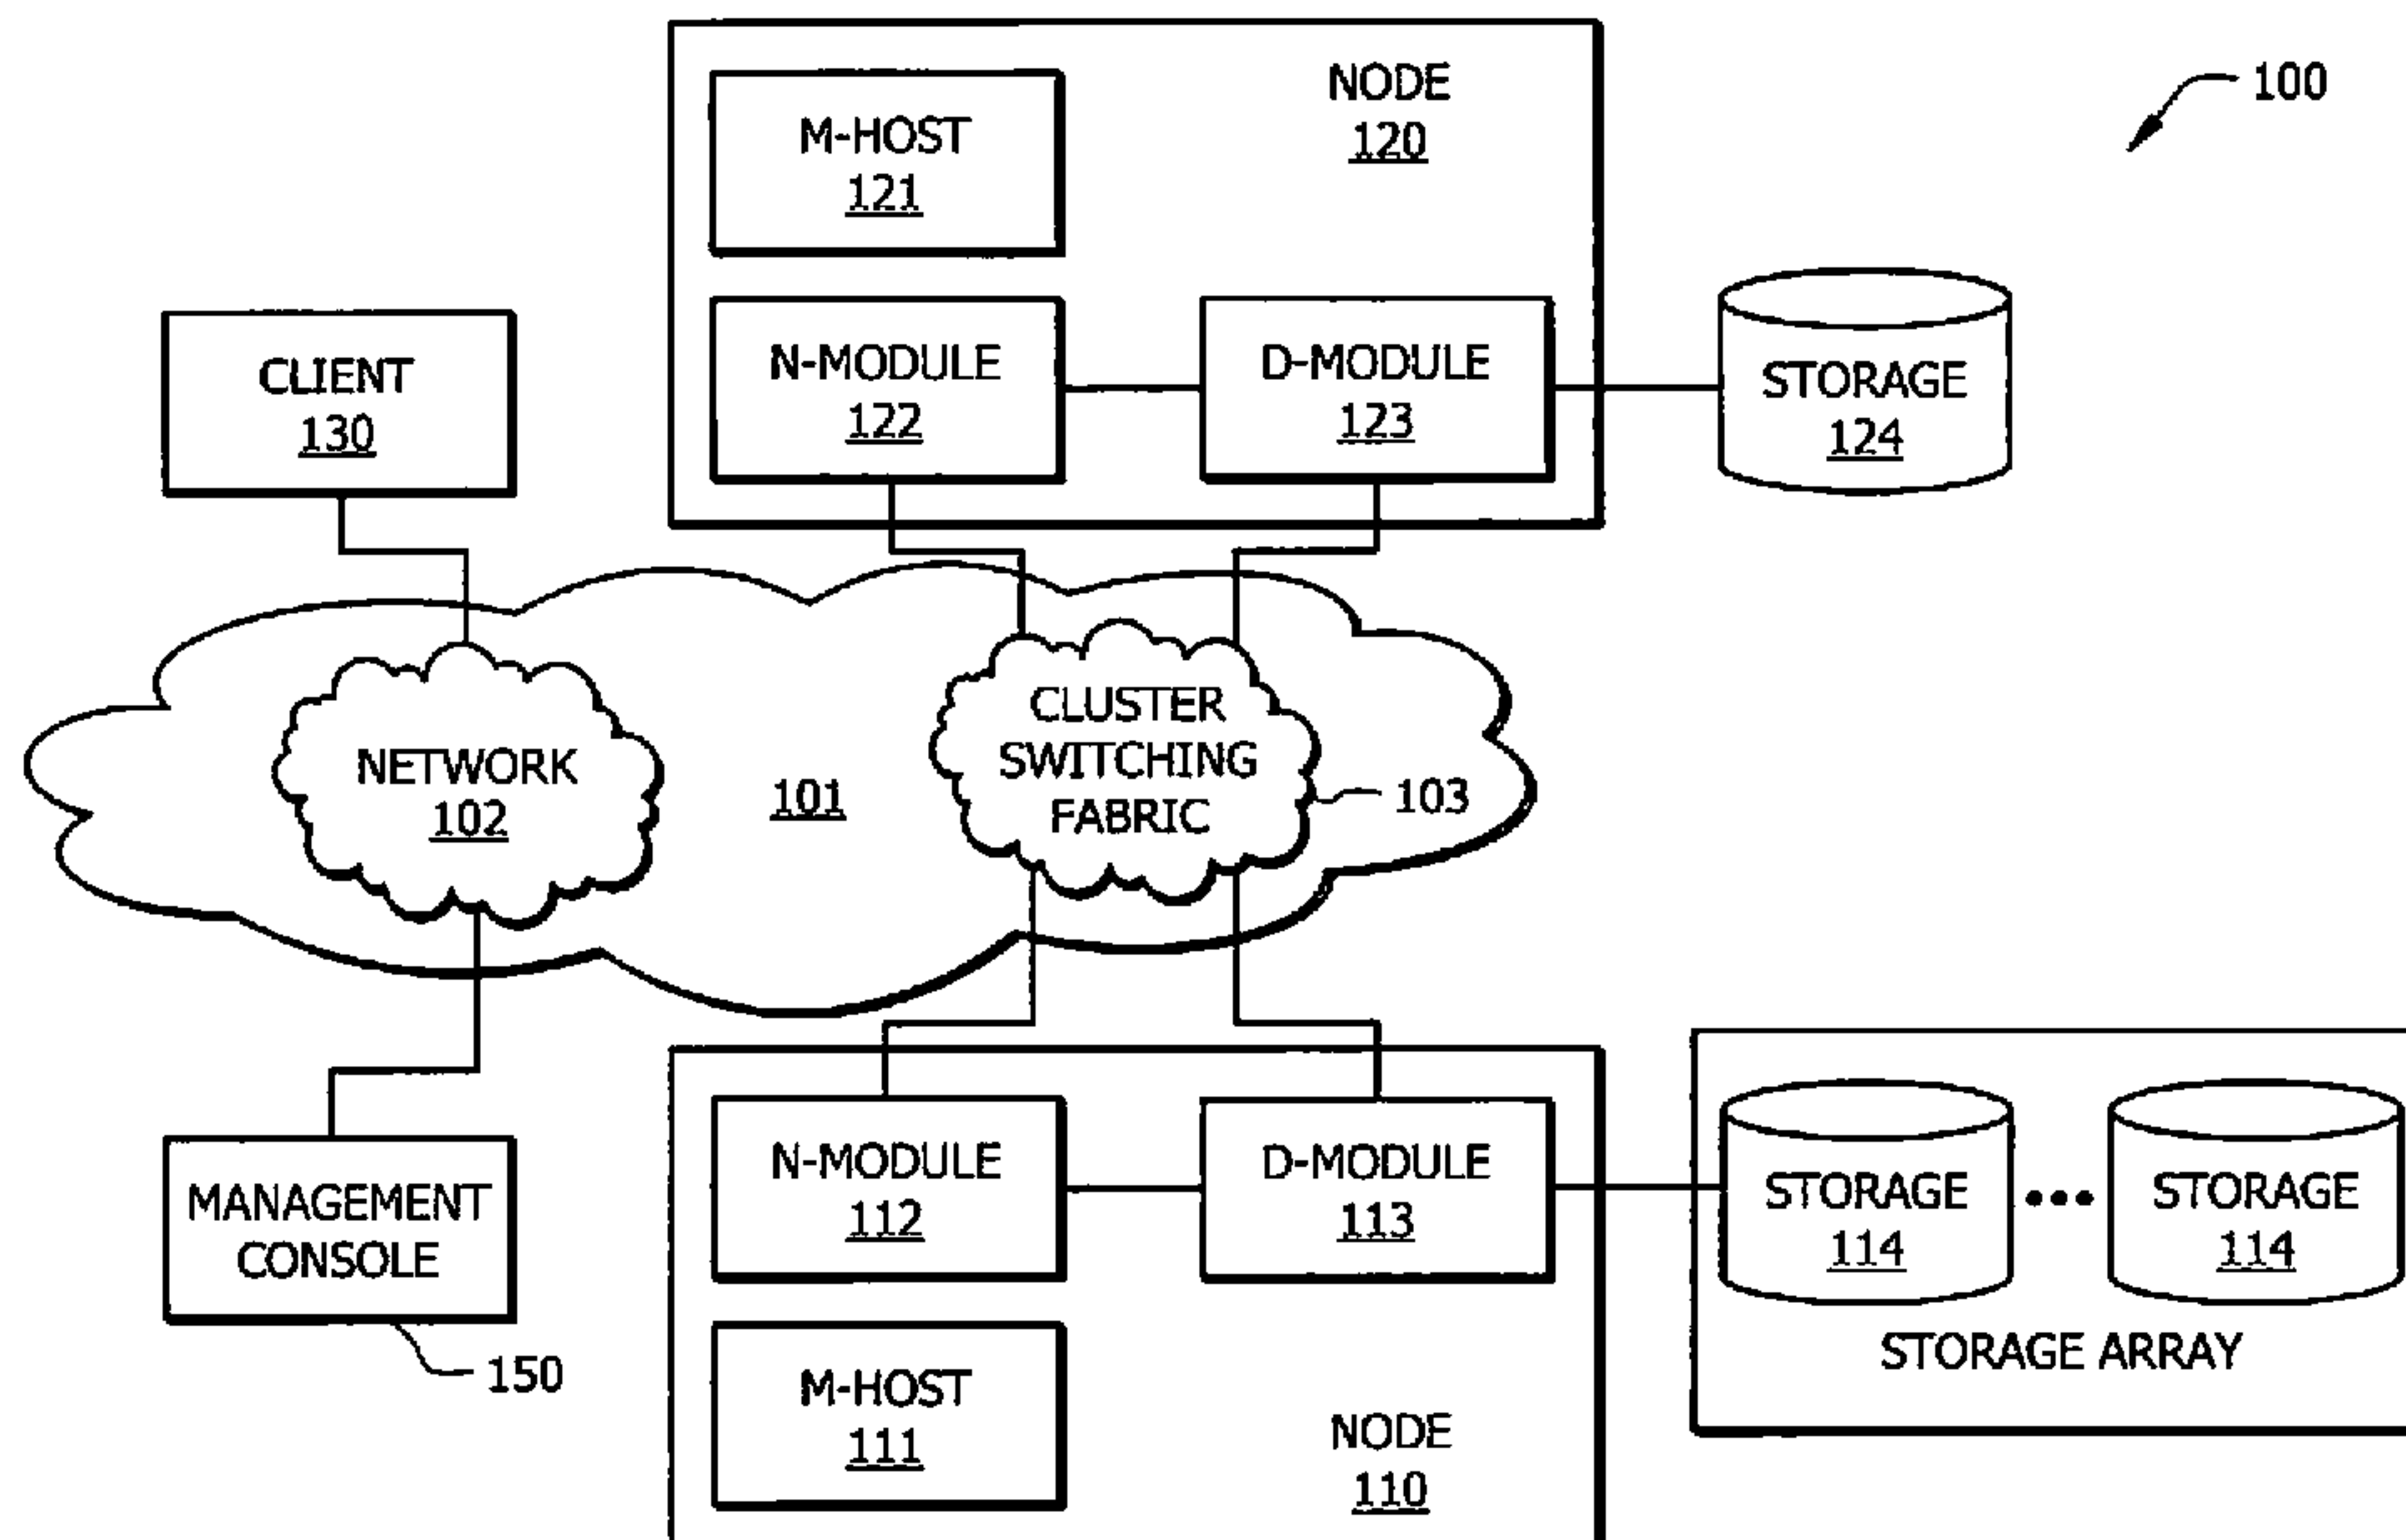 NODE
120
100
M-HOST
121
N-MODULE
122
D-MODULE
123
STORAGE
124
CLIENT
130
NETWORK
102
101
CLUSTER
SWITCHING
FABRIC
103
MANAGEMENT
CONSOLE
150
N-MODULE
112
D-MODULE
113
STORAGE
114
STORAGE
114
STORAGE ARRAY
M-HOST
111
NODE
110